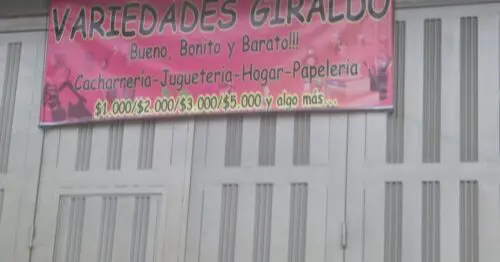 VARIEDADES GIRALDO
Bueno, Bonito y Barato!!!
Cacharreria-Jugueteria-Hogar-Papeleria
$1.000/$2.000/$3.000/$5.000 y algo más...